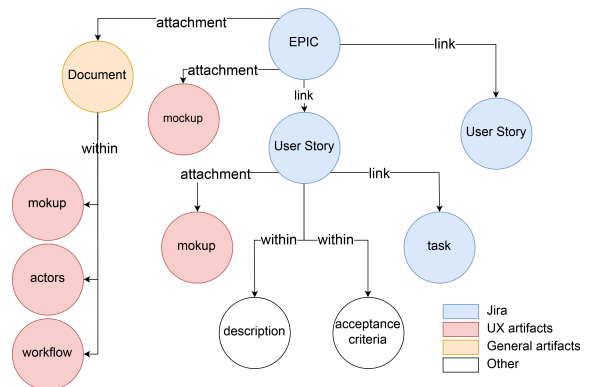 attachment
EPIC
link
Document
attachment
mockup
link
User Story
User Story
within
attachment
link
mokup
mokup
task
within
within
actors
description
acceptance
criteria
workflow
Jira
UX artifacts
General artifacts
Other